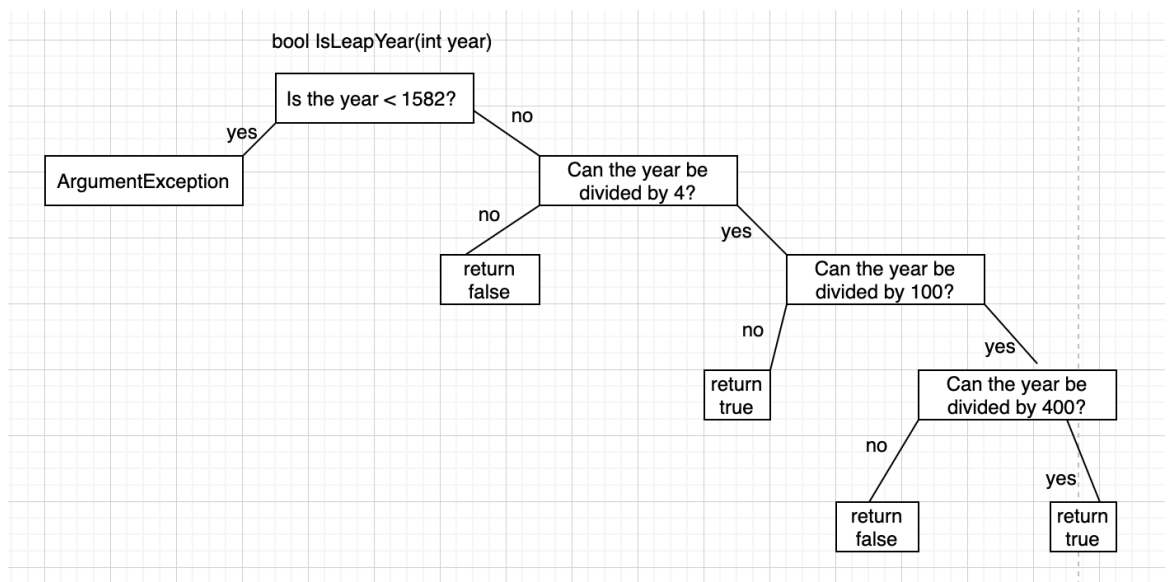 bool IsLeapYear(int year)
Is the year < 1582?
no
yes
ArgumentException
Can the year be
divided by 4?
no
yes
return
false
Can the year be
divided by 100?
no
yes
return
true
Can the year be
divided by 400?
no
yes
return
false
return
true